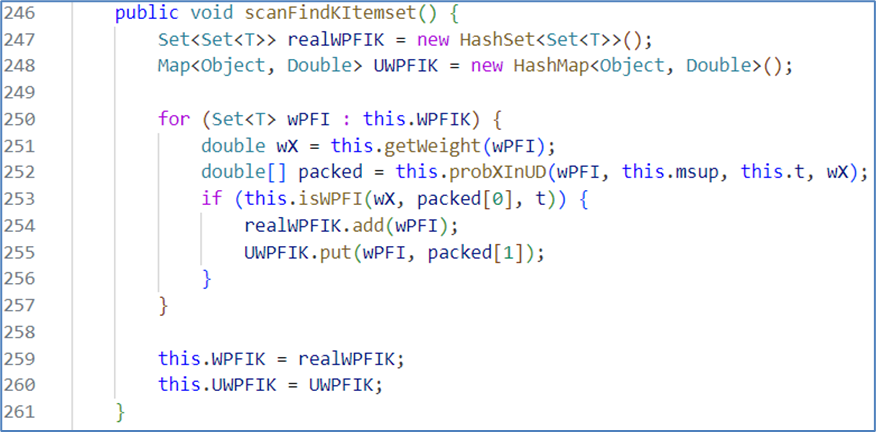 246 public void scanFindKItemset() {
247 Set<Set<T>> realWPFIK = new HashSet<Set<T>>();
248 Map<Object, Double> UWPFIK = new HashMap<Object, Double>();
249
250 for (Set<T> wPFI : this.WPFIK) {
251 double wX = this.getWeight(wPFI);
252 double[] packed = this.probXInUD(wPFI, this.msup, this.t, wX);
253 if (this.isWPFI(wX, packed[0], t)) {
254 realWPFIK.add(wPFI);
255 UWPFIK.put(wPFI, packed[1]);
256 }
257 }
258
259 this.WPFIK = realWPFIK;
260 this.UWPFIK = UWPFIK;
261 }